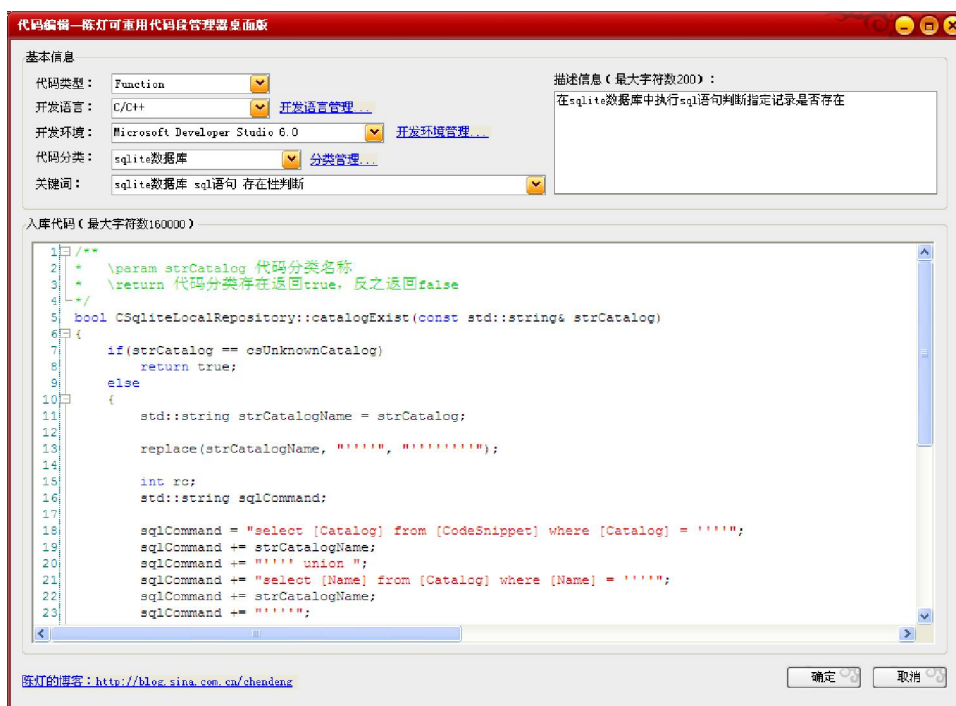 代码编辑—陈灯可重用代码段管理器桌面版
基本信息
代码类型： Function
开发语言： C/C++ 开发语言管理...
开发环境： Microsoft Developer Studio 6.0 开发环境管理...
代码分类： sqlite数据库 分类管理...
关键词： sqlite数据库 sql语句 存在性判断
描述信息（最大字符数200）：
在sqlite数据库中执行sql语句判断指定记录是否存在
入库代码（最大字符数160000）
1 /**
2 *   \param strCatalog 代码分类名称
3 *   \return 代码分类存在返回true，反之返回false
4 */
5 bool CSqliteLocalRepository::catalogExist(const std::string& strCatalog)
6 {
7     if(strCatalog == csUnknownCatalog)
8         return true;
9     else
10     {
11         std::string strCatalogName = strCatalog;
12
13         replace(strCatalogName, "''''", "''''''''");
14
15         int rc;
16         std::string sqlCommand;
17
18         sqlCommand = "select [Catalog] from [CodeSnippet] where [Catalog] = ''''";
19         sqlCommand += strCatalogName;
20         sqlCommand += "'''' union ";
21         sqlCommand += "select [Name] from [Catalog] where [Name] = ''''";
22         sqlCommand += strCatalogName;
23         sqlCommand += "''''";
陈灯的博客：http://blog.sina.com.cn/chendeng
确定
取消